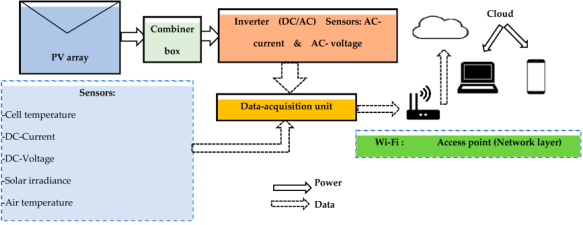 PV array
Combiner
box
Inverter (DC/AC) Sensors: AC-
current & AC- voltage
Cloud
Sensors:
-Cell temperature
-DC-Current
-DC-Voltage
-Solar irradiance
-Air temperature
Data-acquisition unit
Wi-Fi : Access point (Network layer)
Power
Data